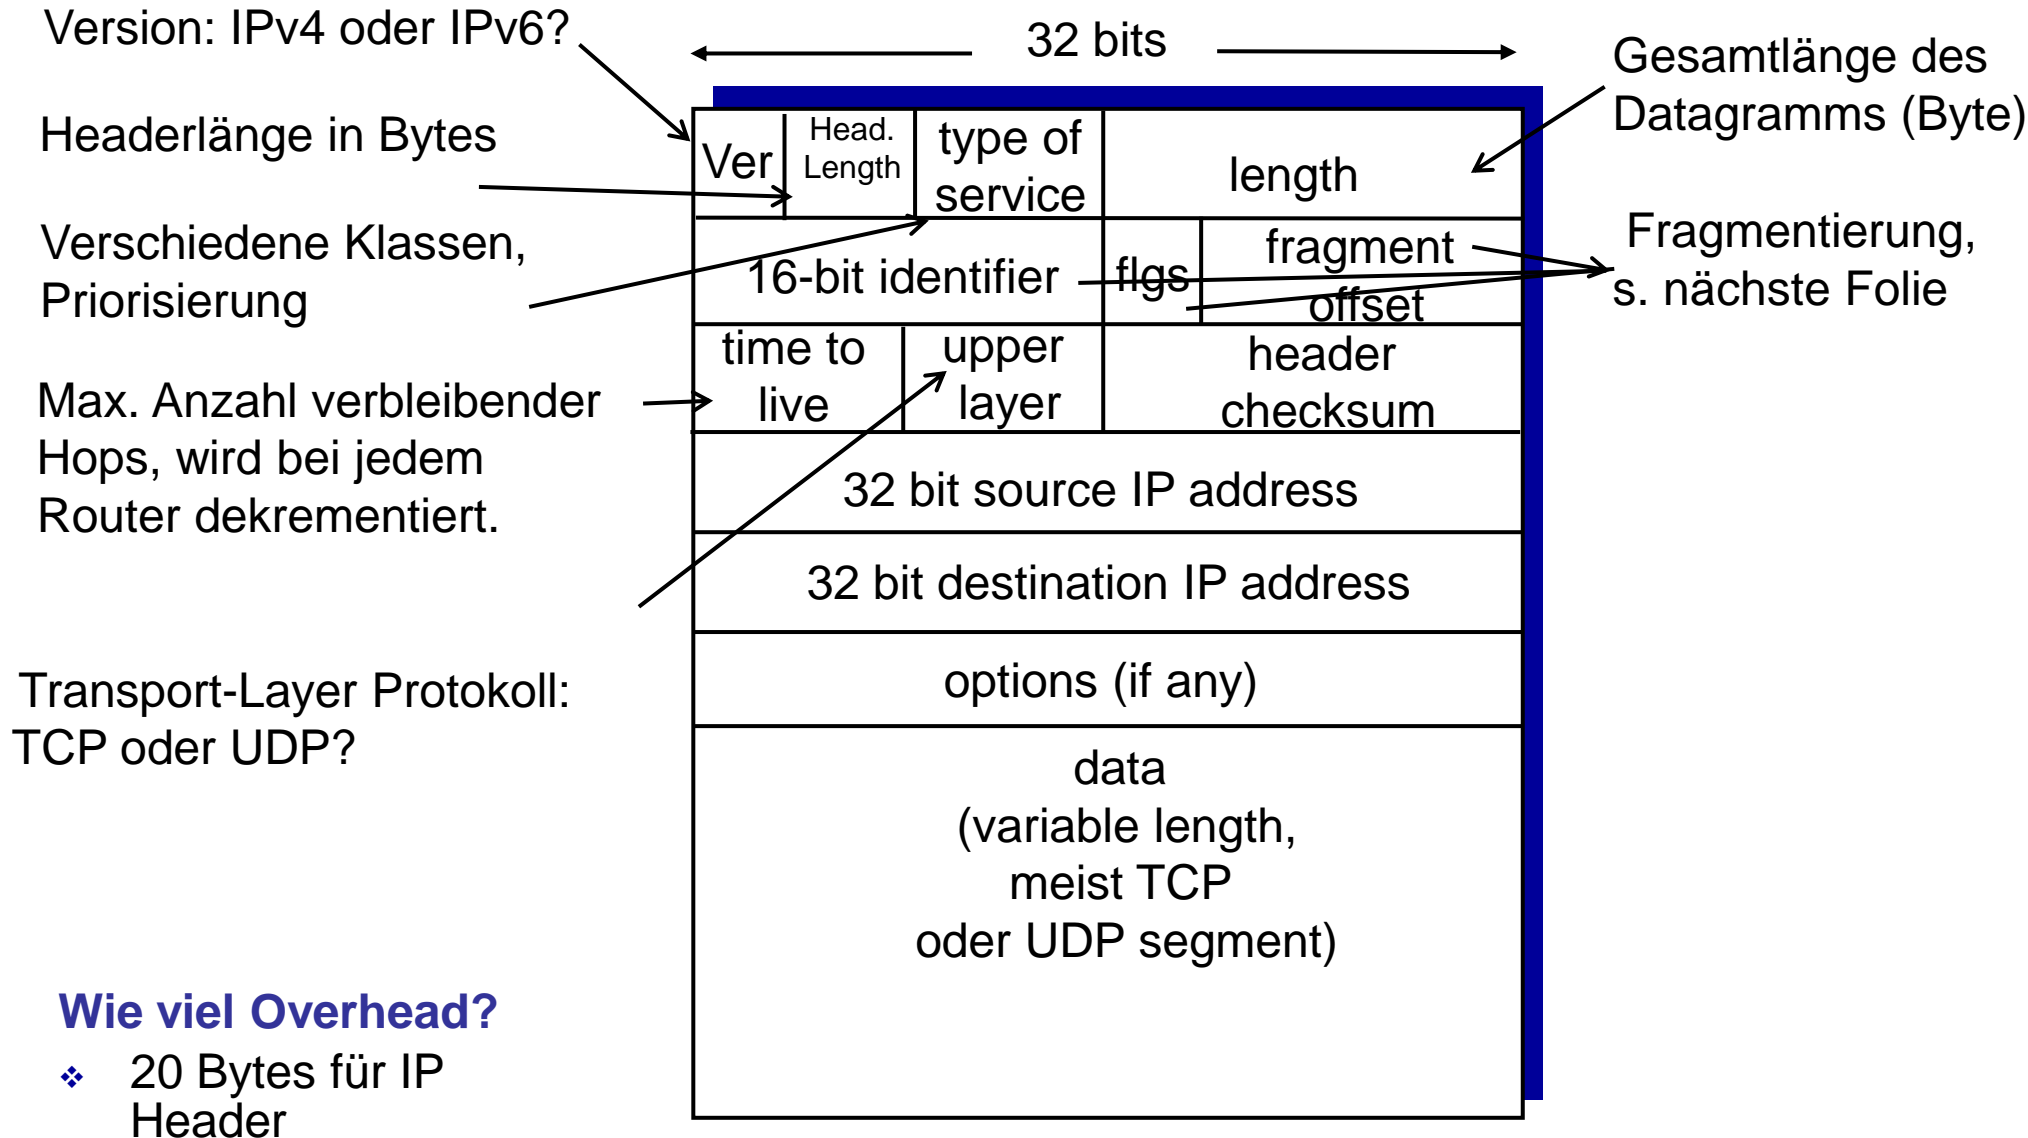 Version: IPv4 oder IPv6?
32 bits
Gesamtlänge des
Datagramms (Byte)
Headerlänge in Bytes
Ver
Head.
Length
type of
service
length
Verschiedene Klassen,
Priorisierung
16-bit identifier
flgs
fragment
offset
Fragmentierung,
s. nächste Folie
Max. Anzahl verbleibender
Hops, wird bei jedem
Router dekrementiert.
time to
live
upper
layer
header
checksum
32 bit source IP address
32 bit destination IP address
Transport-Layer Protokoll:
TCP oder UDP?
options (if any)
data
(variable length,
meist TCP
oder UDP segment)
Wie viel Overhead?
❖ 20 Bytes für IP
Header